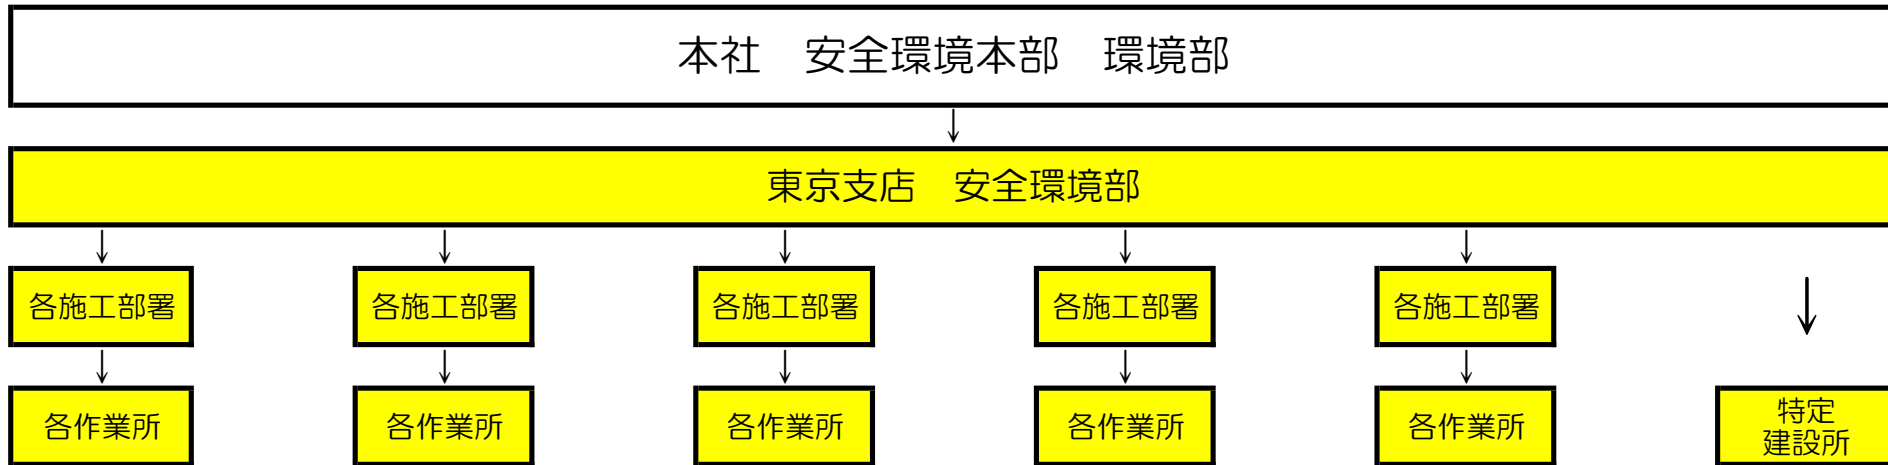 本社　安全環境本部　環境部
東京支店　安全環境部
各施工部署
各施工部署
各施工部署
各施工部署
各施工部署
各作業所
各作業所
各作業所
各作業所
各作業所
特定
建設所